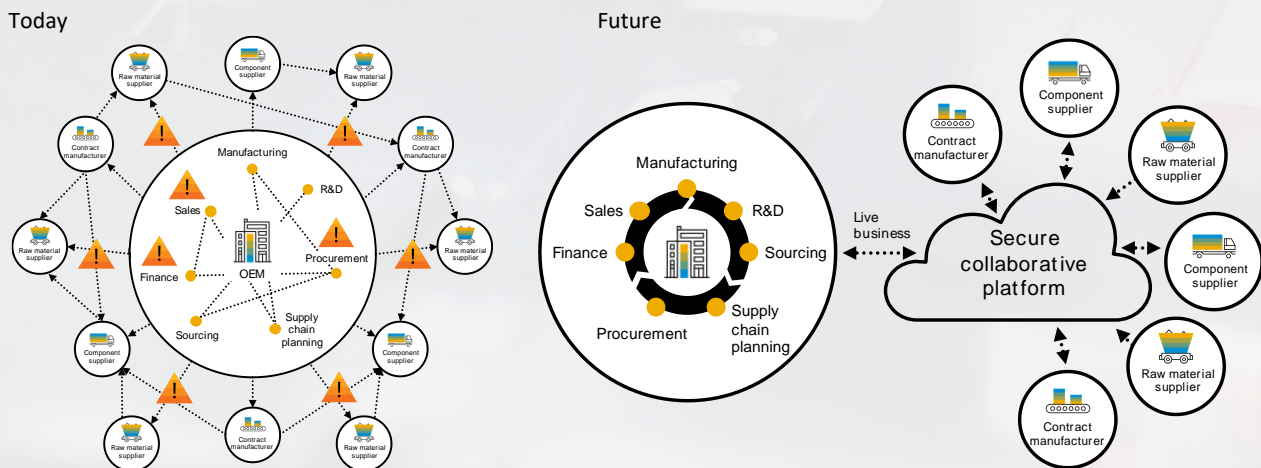 Today
Future
Raw material
supplier
Component
supplier
Raw material
supplier
Contract
manufacturer
Contract
manufacturer
Manufacturing
R&D
Sales
Procurement
OEM
Finance
Sourcing
Supply
chain
planning
Raw material
supplier
Raw material
supplier
Component
supplier
Component
supplier
Raw material
supplier
Contract
manufacturer
Raw material
supplier
Manufacturing
Sales
R&D
Finance
Sourcing
Procurement
Supply
chain
planning
Live
business
Secure
collaborative
platform
Contract
manufacturer
Component
supplier
Raw material
supplier
Component
supplier
Raw material
supplier
Contract
manufacturer